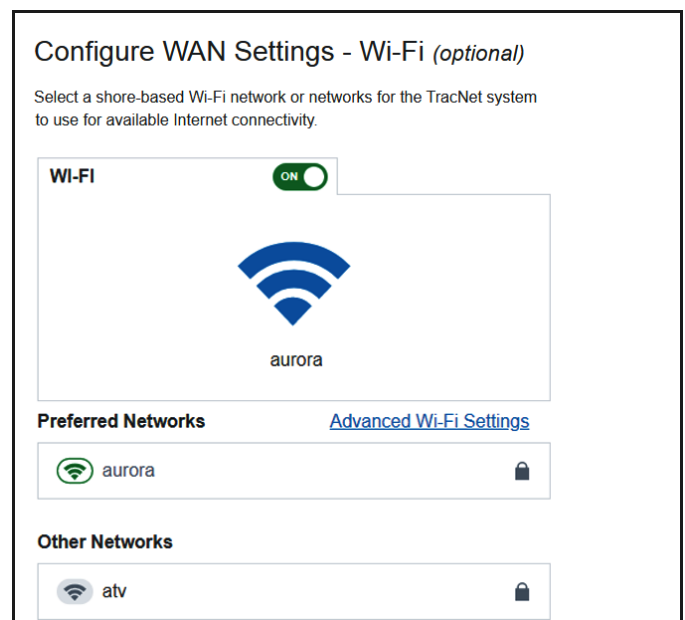 Configure WAN Settings - Wi-Fi (optional)
Select a shore-based Wi-Fi network or networks for the TracNet system
to use for available Internet connectivity.
WI-FI ON
aurora
Preferred Networks Advanced Wi-Fi Settings
aurora
Other Networks
atv